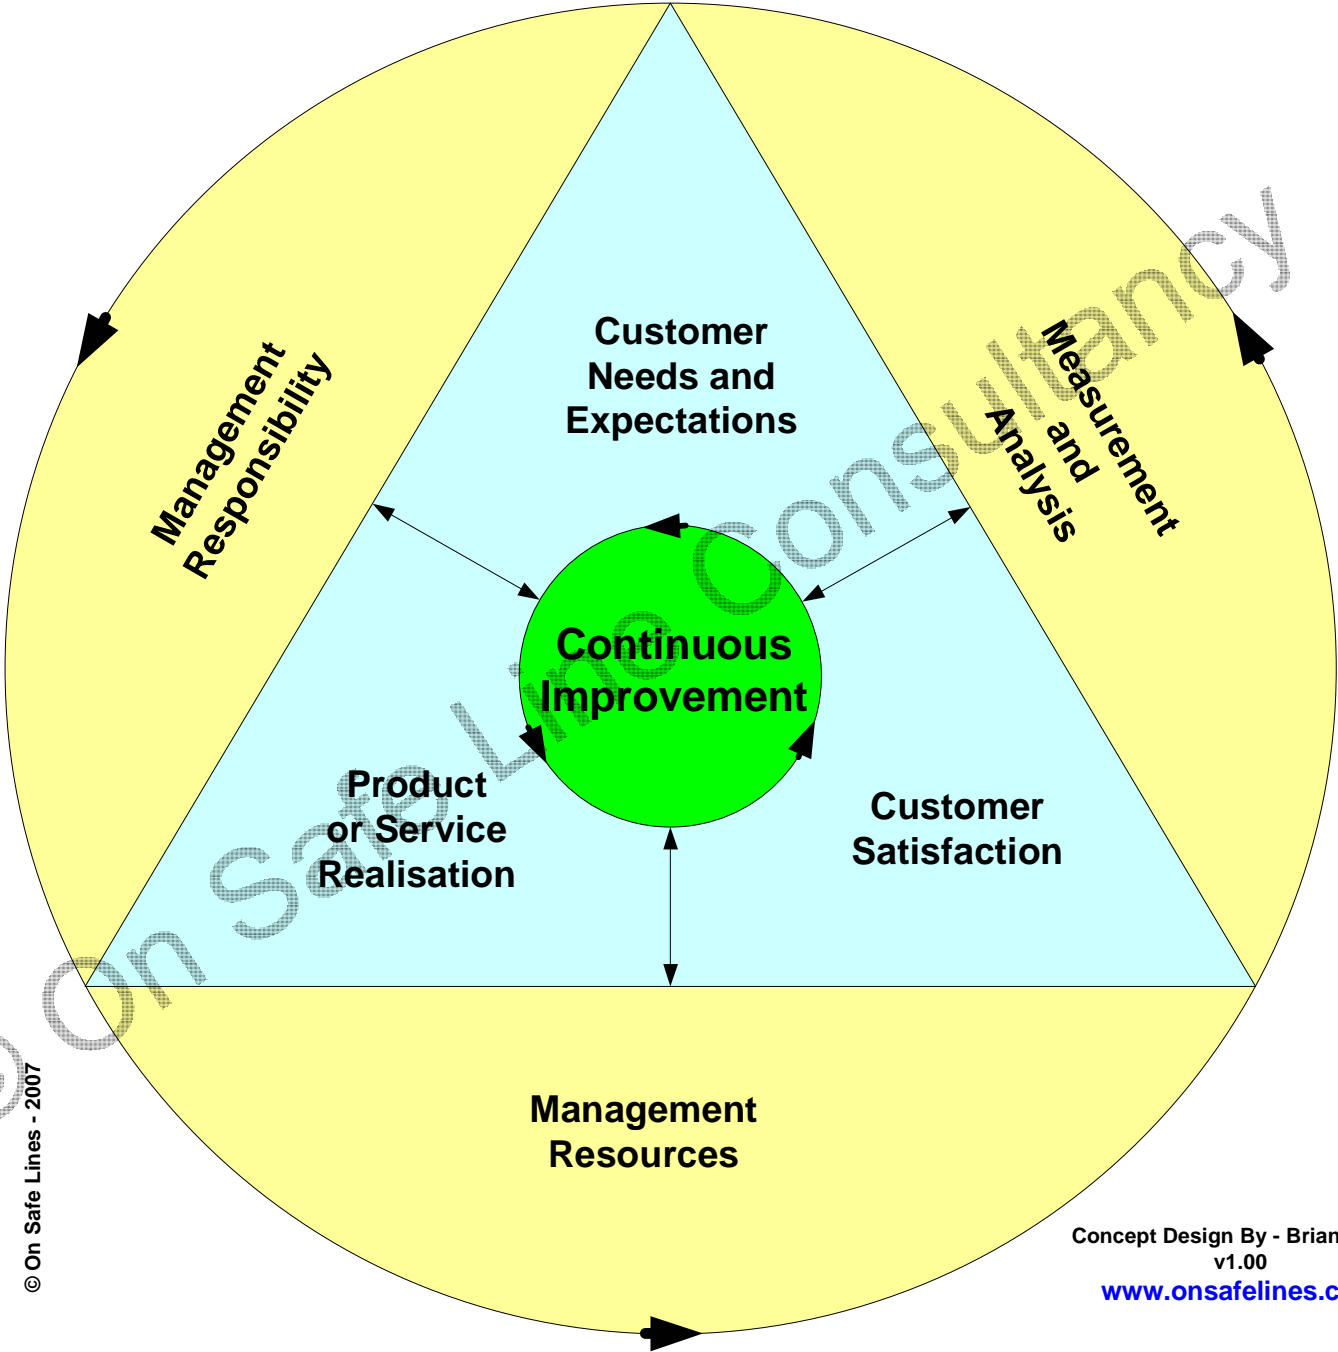 Customer
Needs and
Expectations
Management
Responsibility
Measurement
and
Analysis
Continuous
Improvement
Product
or Service
Realisation
Customer
Satisfaction
Management
Resources
© On Safe Line Consultancy
© On Safe Lines - 2007
Concept Design By - Brian
v1.00
www.onsafelines.c